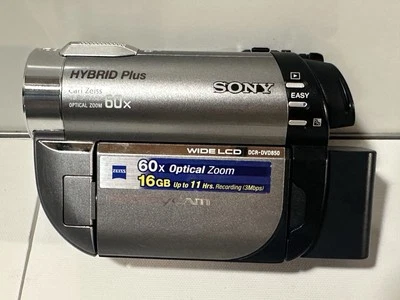 HYBRID Plus
Carl Zeiss
OPTICAL ZOOM 60x
SONY
EASY
WIDE LCD DCR-DVD850
ZEISS
60x Optical Zoom
16GB Up to 11 Hrs. Recording (3Mbps)